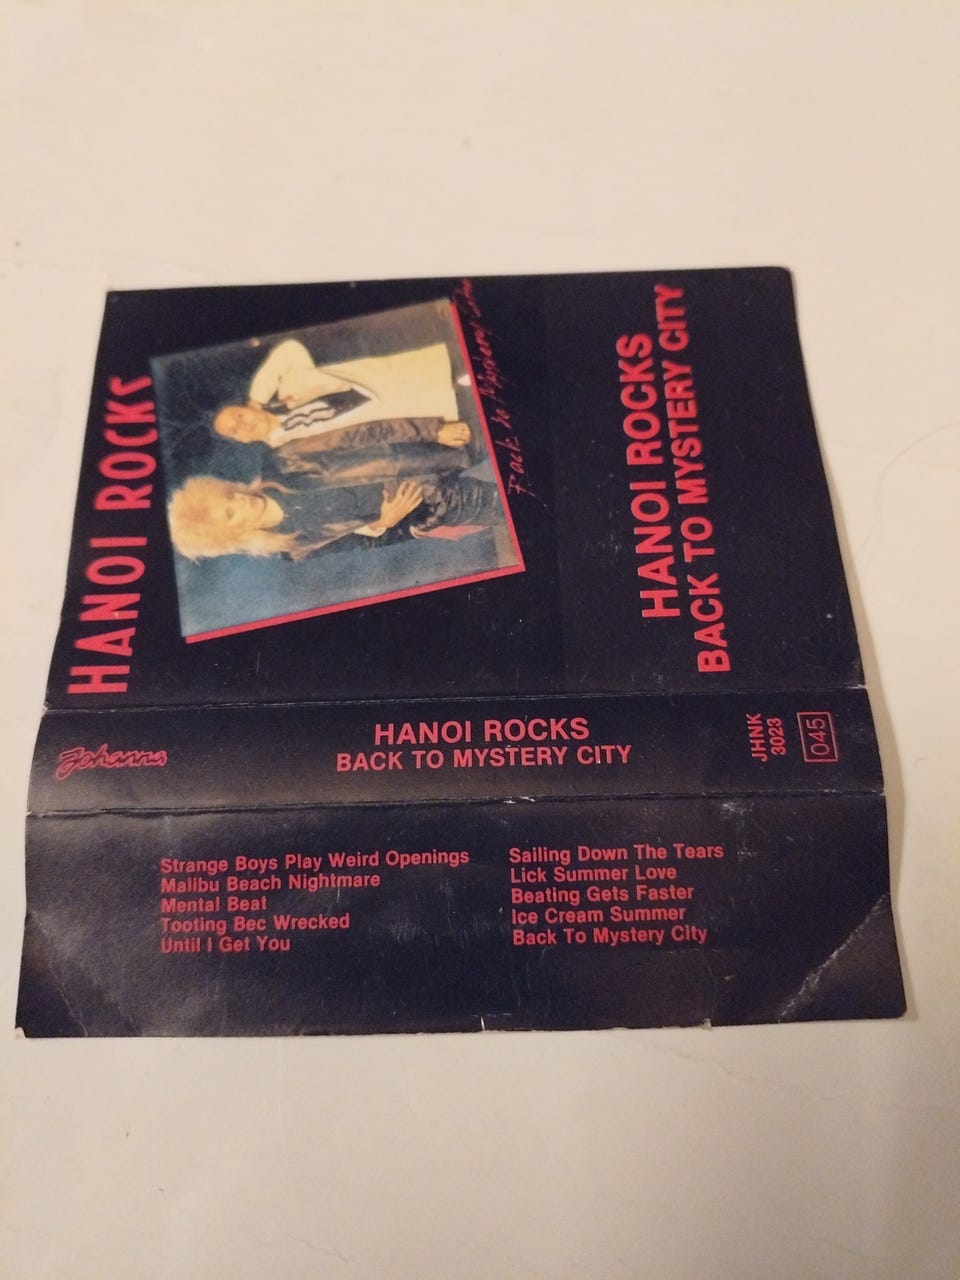 HANOI ROCKS
Back to Mystery City
HANOI ROCKS
BACK TO MYSTERY CITY
Johanna
HANOI ROCKS
BACK TO MYSTERY CITY
JHNK
3023
045
Strange Boys Play Weird Openings
Malibu Beach Nightmare
Mental Beat
Tooting Bec Wrecked
Until I Get You
Sailing Down The Tears
Lick Summer Love
Beating Gets Faster
Ice Cream Summer
Back To Mystery City